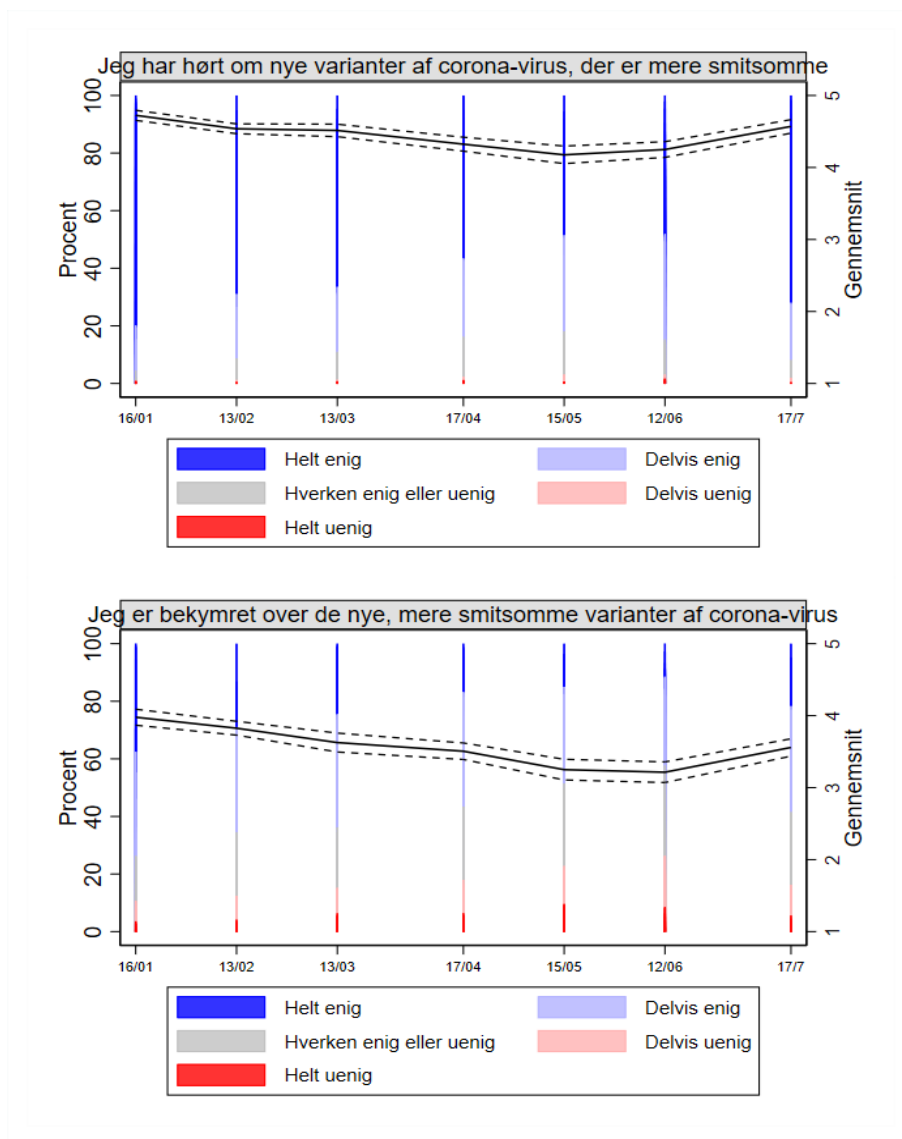 Jeg har hørt om nye varianter af corona-virus, der er mere smitsomme
100
80
60
40
20
0
Procent
5
4
3
2
1
Gennemsnit
16/01 13/02 13/03 17/04 15/05 12/06 17/7
Helt enig Delvis enig
Hverken enig eller uenig Delvis uenig
Helt uenig
Jeg er bekymret over de nye, mere smitsomme varianter af corona-virus
100
80
60
40
20
0
Procent
5
4
3
2
1
Gennemsnit
16/01 13/02 13/03 17/04 15/05 12/06 17/7
Helt enig Delvis enig
Hverken enig eller uenig Delvis uenig
Helt uenig